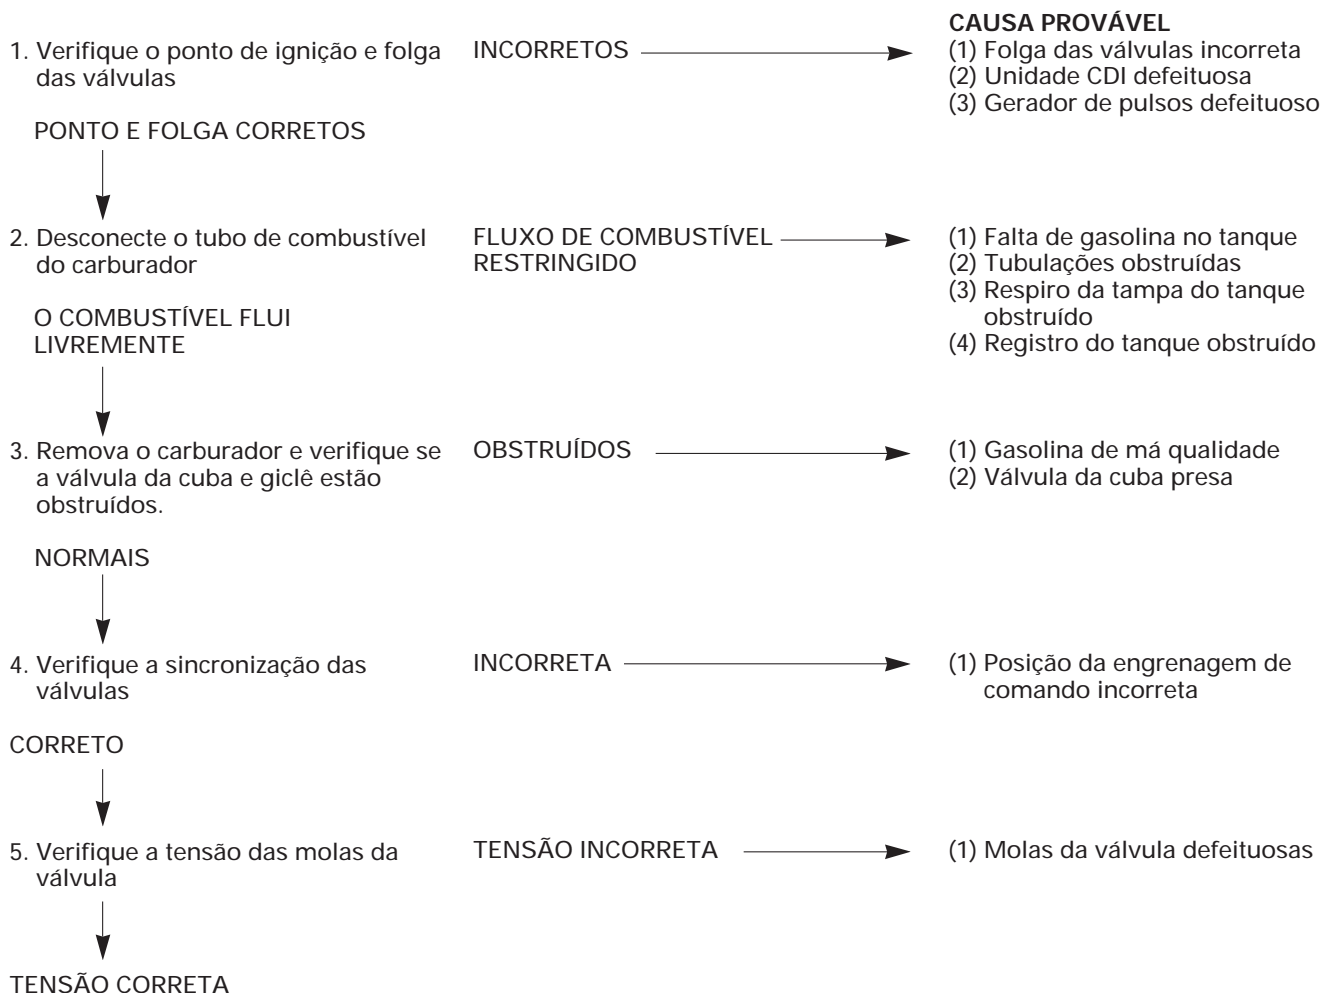 CAUSA PROVÁVEL
1. Verifique o ponto de ignição e folga
das válvulas
INCORRETOS
(1) Folga das válvulas incorreta
(2) Unidade CDI defeituosa
(3) Gerador de pulsos defeituoso
PONTO E FOLGA CORRETOS
2. Desconecte o tubo de combustível
do carburador
FLUXO DE COMBUSTÍVEL
RESTRINGIDO
(1) Falta de gasolina no tanque
(2) Tubulações obstruídas
(3) Respiro da tampa do tanque
obstruído
(4) Registro do tanque obstruído
O COMBUSTÍVEL FLUI
LIVREMENTE
3. Remova o carburador e verifique se
a válvula da cuba e giclê estão
obstruídos.
OBSTRUÍDOS
(1) Gasolina de má qualidade
(2) Válvula da cuba presa
NORMAIS
4. Verifique a sincronização das
válvulas
INCORRETA
(1) Posição da engrenagem de
comando incorreta
CORRETO
5. Verifique a tensão das molas da
válvula
TENSÃO INCORRETA
(1) Molas da válvula defeituosas
TENSÃO CORRETA